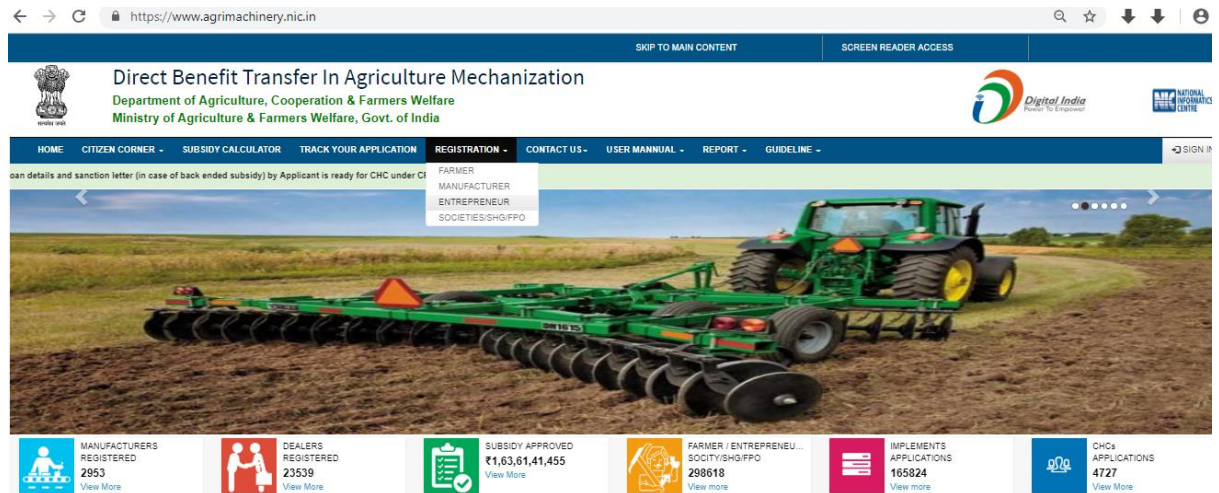 https://www.agrimachinery.nic.in
SKIP TO MAIN CONTENT
SCREEN READER ACCESS
Direct Benefit Transfer In Agriculture Mechanization
Department of Agriculture, Cooperation & Farmers Welfare
Ministry of Agriculture & Farmers Welfare, Govt. of India
सत्यमेव जयते
Digital India
Power To Empower
NIC NATIONAL
INFORMATICS
CENTRE
HOME CITIZEN CORNER SUBSIDY CALCULATOR TRACK YOUR APPLICATION REGISTRATION CONTACT US USER MANNUAL REPORT GUIDELINE SIGN IN
oan details and sanction letter (in case of back ended subsidy) by Applicant is ready for CHC under
FARMER
MANUFACTURER
ENTREPRENEUR
SOCIETIES/SHG/FPO
DN1615
MANUFACTURERS
REGISTERED
2953
View More
DEALERS
REGISTERED
23539
View More
SUBSIDY APPROVED
₹1,63,61,41,455
View More
FARMER / ENTREPRENEU...
SOCITY/SHG/FPO
298618
View more
IMPLEMENTS
APPLICATIONS
165824
View more
CHCs
APPLICATIONS
4727
View More